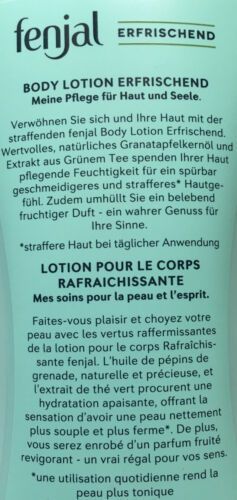 fenjal ERFRISCHEND
BODY LOTION ERFRISCHEND
Meine Pflege für Haut und Seele.
Verwöhnen Sie sich und Ihre Haut mit der
straffenden fenjal Body Lotion Erfrischend.
Wertvolles, natürliches Granatapfelkernöl und
Extrakt aus Grünem Tee spenden Ihrer Haut
pflegende Feuchtigkeit für ein spürbar
geschmeidigeres und strafferes* Hautge-
fühl. Zudem umhüllt Sie ein belebend
fruchtiger Duft - ein wahrer Genuss für
Ihre Sinne.
*straffere Haut bei täglicher Anwendung
LOTION POUR LE CORPS
RAFRAICHISSANTE
Mes soins pour la peau et l'esprit.
Faites-vous plaisir et choyez votre
peau avec les vertus raffermissantes
de la lotion pour le corps Rafraîchis-
sante fenjal. L'huile de pépins de
grenade, naturelle et précieuse, et
l'extrait de thé vert procurent une
hydratation apaisante, offrant la
sensation d'avoir une peau nettement
plus souple et plus ferme*. De plus,
vous serez enrobé d'un parfum fruité
revigorant - un vrai régal pour vos sens.
*une utilisation quotidienne rend la
peau plus tonique